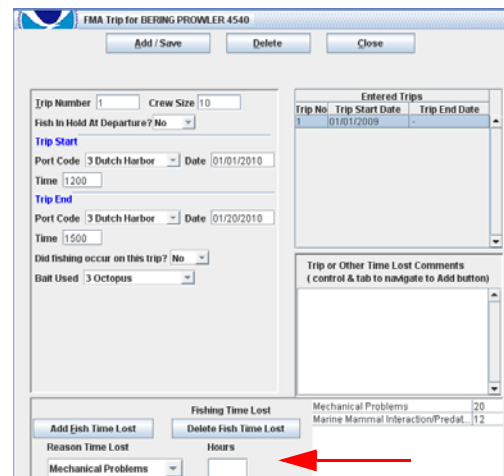 FMA Trip for BERING PROWLER 4540
Add / Save Delete Close
Trip Number 1 Crew Size 10
Fish In Hold At Departure? No
Trip Start
Port Code 3 Dutch Harbor Date 01/01/2010
Time 1200
Trip End
Port Code 3 Dutch Harbor Date 01/20/2010
Time 1500
Did fishing occur on this trip? No
Bait Used 3 Octopus
Entered Trips
Trip No Trip Start Date Trip End Date
1 01/01/2009 -
Trip or Other Time Lost Comments
( control & tab to navigate to Add button)
Fishing Time Lost
Add Fish Time Lost Delete Fish Time Lost
Reason Time Lost Hours
Mechanical Problems
Mechanical Problems 20
Marine Mammal Interaction/Predat... 12